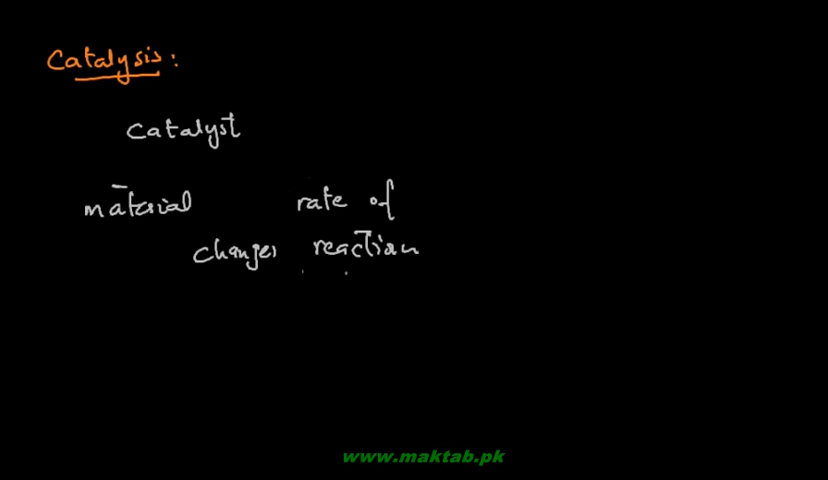 Catalysis:
Catalyst
material rate of
changes reaction
www.maktab.pk